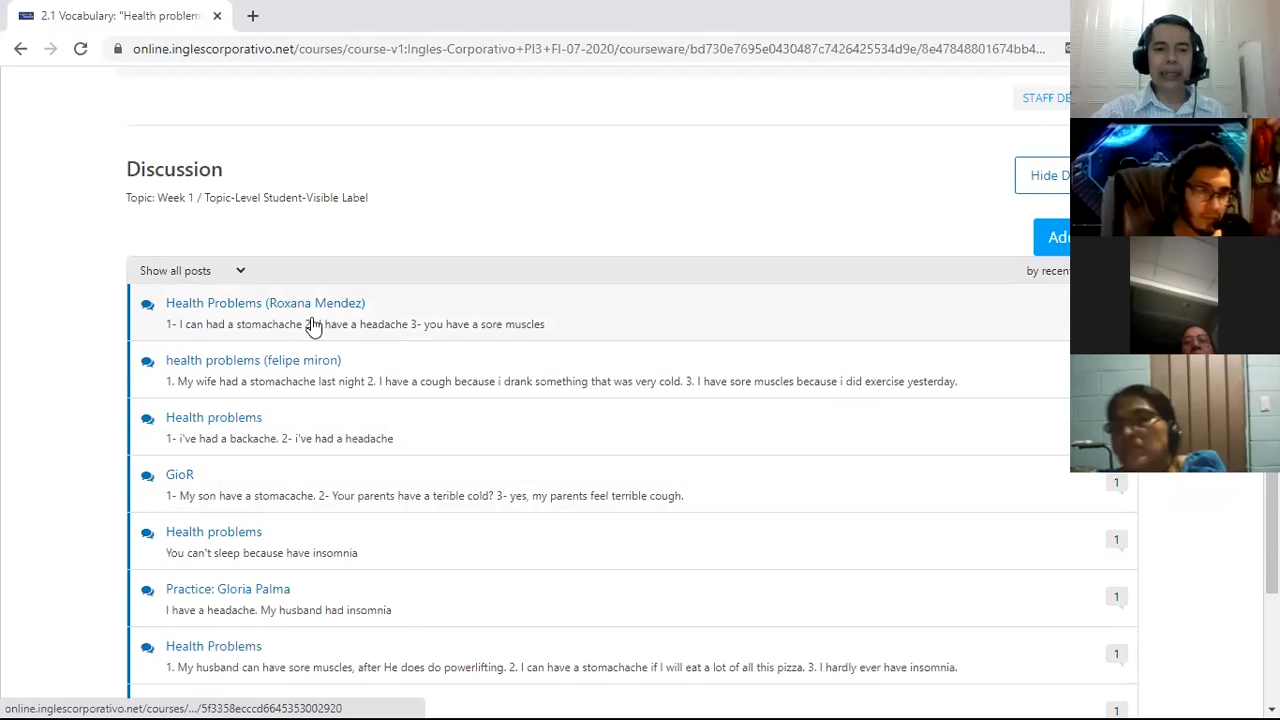 2.1 Vocabulary: "Health problem
online.inglescorporativo.net/courses/course-v1:Ingles-Corporativo+PI3+FI-07-2020/courseware/bd730e7695e0430487c7426425534d9e/8e47848801674bb4...
STAFF DE
Discussion
Hide D
Topic: Week 1 / Topic-Level Student-Visible Label
Ad
Show all posts
by recen
Health Problems (Roxana Mendez)
1- I can had a stomachache have a headache 3- you have a sore muscles
health problems (felipe miron)
1. My wife had a stomachache last night 2. I have a cough because i drank something that was very cold. 3. I have sore muscles because i did exercise yesterday.
Health problems
1- i've had a backache. 2- i've had a headache
GioR
1- My son have a stomacache. 2- Your parents have a terible cold? 3- yes, my parents feel terrible cough.
1
Health problems
You can't sleep because have insomnia
1
Practice: Gloria Palma
I have a headache. My husband had insomnia
1
Health Problems
1. My husband can have sore muscles, after He does do powerlifting. 2. I can have a stomachache if I will eat a lot of all this pizza. 3. I hardly ever have insomnia.
1
1
online.inglescorporativo.net/courses/.../5f3358ecccd6645353002920